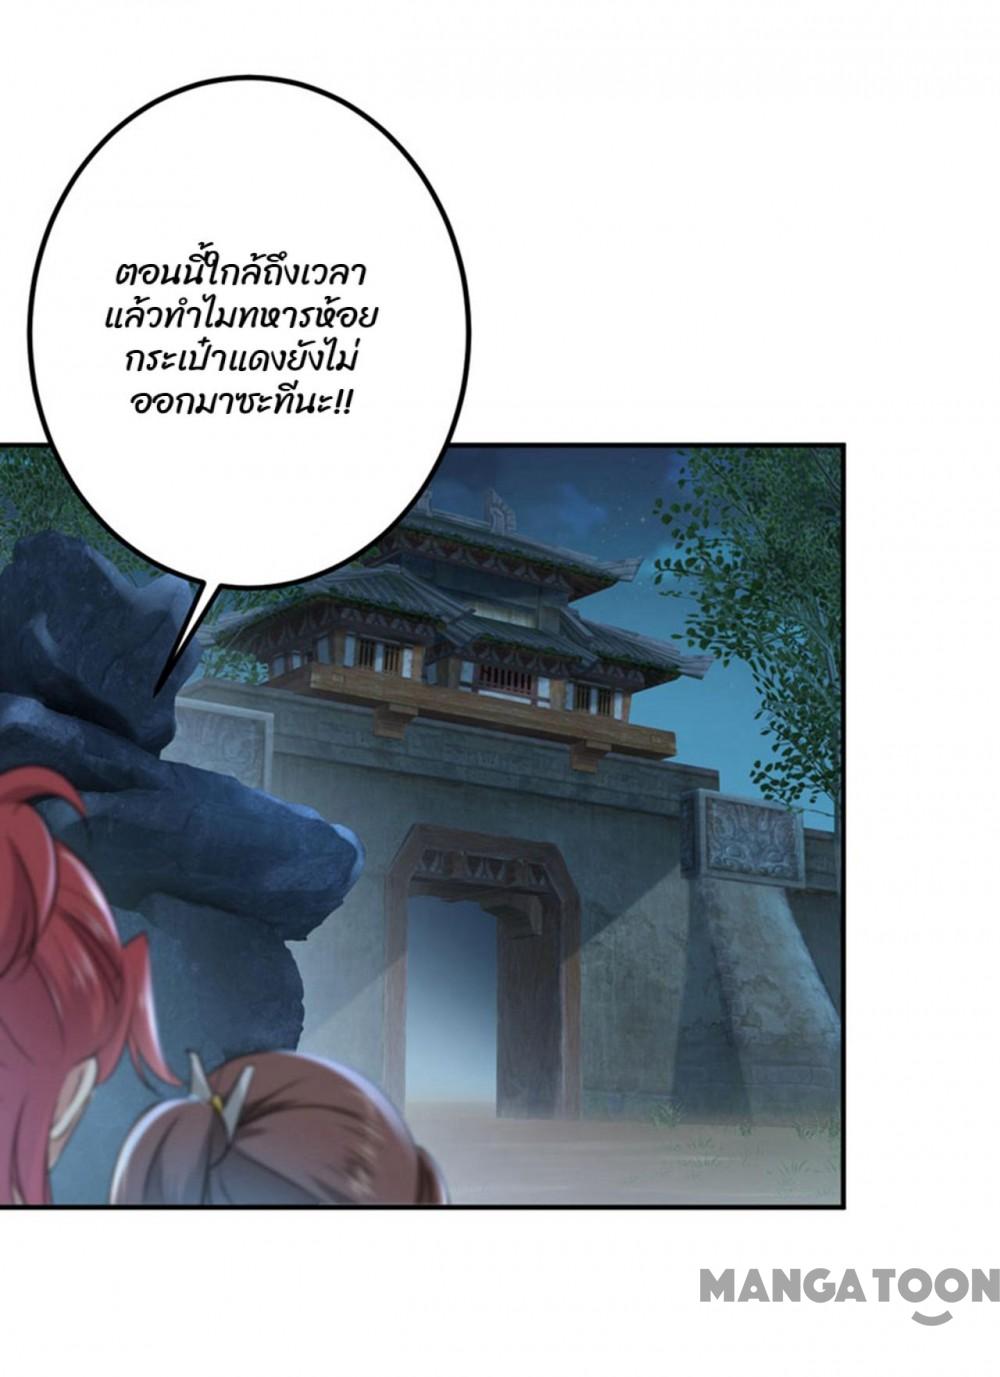 ตอนนี้ใกล้ถึงเวลา
แล้วทำไมทหารห้อย
กระเป๋าแดงยังไม่
ออกมาซะทีนะ!!
MANGATOON